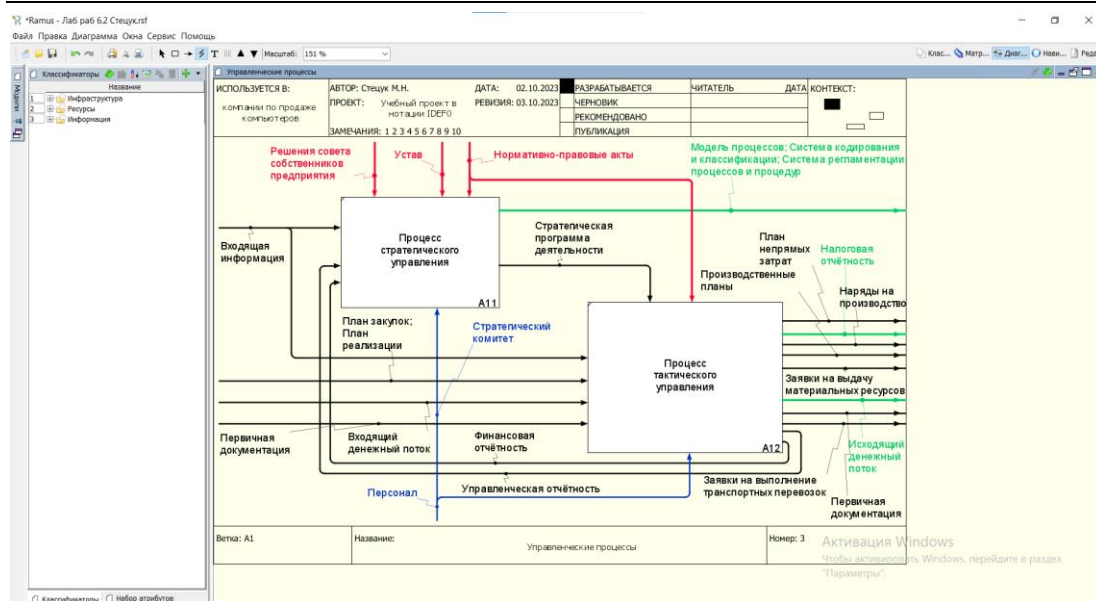 *Ramus - Лаб раб 6.2 Стецук.rsf
Файл Правка Диаграмма Окна Сервис Помощь
Масштаб: 151 %
Клас... Матр... Диаг... Нави... Реда
Модели
Классификаторы
Название
1 Инфраструктура
2 Ресурсы
3 Информация
Управленческие процессы
ИСПОЛЬЗУЕТСЯ В:
компании по продаже
компьютеров
АВТОР: Стецук М.Н.
ПРОЕКТ: Учебный проект в
нотации IDEF0
ЗАМЕЧАНИЯ: 1 2 3 4 5 6 7 8 9 10
ДАТА: 02.10.2023
РЕВИЗИЯ: 03.10.2023
РАЗРАБАТЫВАЕТСЯ
ЧЕРНОВИК
РЕКОМЕНДОВАНО
ПУБЛИКАЦИЯ
ЧИТАТЕЛЬ
ДАТА
КОНТЕКСТ:
Решения совета
собственников
предприятия
Устав
Нормативно-правовые акты
Модель процессов; Система кодирования
и классификации; Система регламентации
процессов и процедур
Входящая
информация
Процесс
стратегического
управления
A11
Стратегическая
программа
деятельности
План
непрямых
затрат
Налоговая
отчётность
Производственные
планы
Наряды на
производство
План закупок;
План
реализации
Стратегический
комитет
Процесс
тактического
управления
A12
Заявки на выдачу
материальных ресурсов
Первичная
документация
Входящий
денежный поток
Финансовая
отчётность
Исходящий
денежный
поток
Управленческая отчётность
Заявки на выполнение
транспортных перевозок
Персонал
Первичная
документация
Ветка: A1
Название:
Управленческие процессы
Номер: 3
Активация Windows
Чтобы активировать Windows, перейдите в раздел
"Параметры".
Классификаторы Набор атрибутов